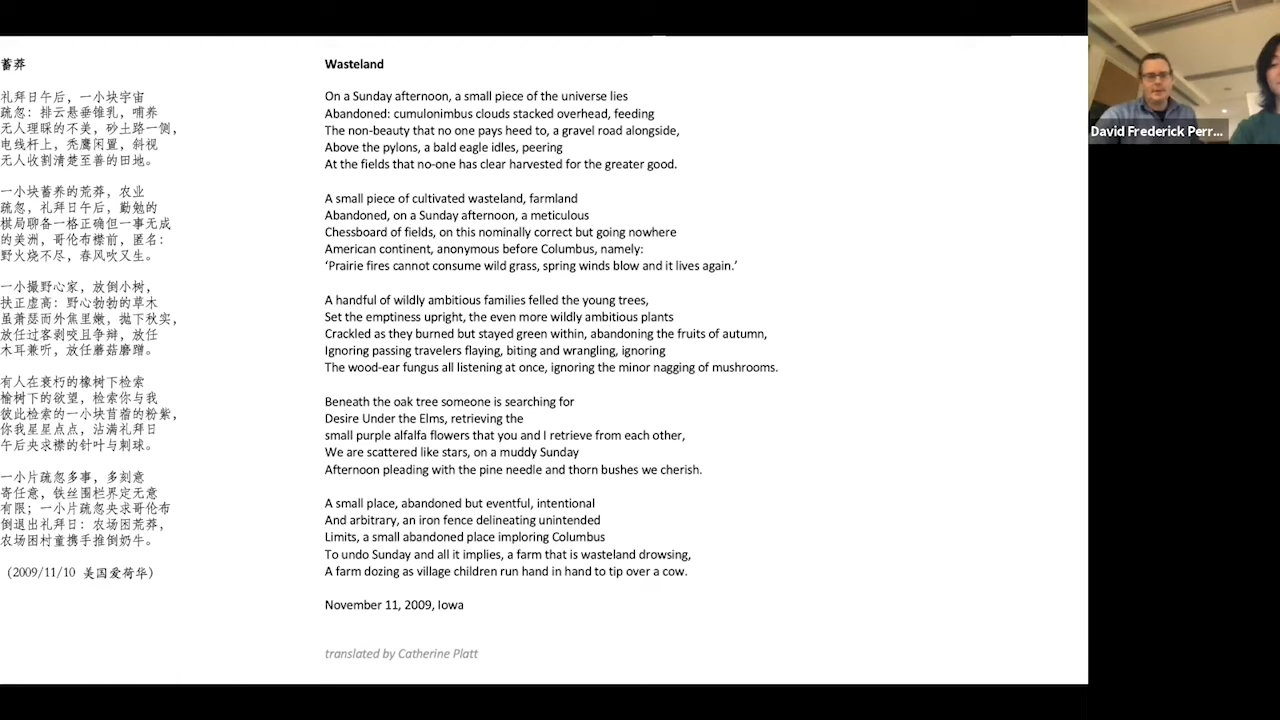 蓄莽
礼拜日午后，一小块宇宙
疏忽：排云悬垂锥乳，哺养
无人理睬的不美，砂土路一侧，
电线杆上，秃鹰闲置，斜视
无人收割清楚至善的田地。
一小块蓄养的荒莽，农业
疏忽，礼拜日午后，勤勉的
棋局聊备一格正确但一事无成
的美洲，哥伦布襟前，匿名：
野火烧不尽，春风吹又生。
一小撮野心家，放倒小树，
扶正虚高：野心勃勃的草木
虽萧瑟而外焦里嫩，抛下秋实，
放任过客剥咬且争辩，放任
木耳兼听，放任蘑菇磨蹭。
有人在衰朽的橡树下检索
榆树下的欲望，检索你与我
彼此检索的一小块苜蓿的粉紫，
你我星星点点，沾满礼拜日
午后央求襟的针叶与刺球。
一小片疏忽多事，多刻意
寄任意，铁丝围栏界定无意
有限；一小片疏忽央求哥伦布
倒退出礼拜日：农场困荒莽，
农场困村童携手推倒奶牛。
（2009/11/10 美国爱荷华）
Wasteland
On a Sunday afternoon, a small piece of the universe lies
Abandoned: cumulonimbus clouds stacked overhead, feeding
The non-beauty that no one pays heed to, a gravel road alongside,
Above the pylons, a bald eagle idles, peering
At the fields that no-one has clear harvested for the greater good.
A small piece of cultivated wasteland, farmland
Abandoned, on a Sunday afternoon, a meticulous
Chessboard of fields, on this nominally correct but going nowhere
American continent, anonymous before Columbus, namely:
‘Prairie fires cannot consume wild grass, spring winds blow and it lives again.’
A handful of wildly ambitious families felled the young trees,
Set the emptiness upright, the even more wildly ambitious plants
Crackled as they burned but stayed green within, abandoning the fruits of autumn,
Ignoring passing travelers flaying, biting and wrangling, ignoring
The wood-ear fungus all listening at once, ignoring the minor nagging of mushrooms.
Beneath the oak tree someone is searching for
Desire Under the Elms, retrieving the
small purple alfalfa flowers that you and I retrieve from each other,
We are scattered like stars, on a muddy Sunday
Afternoon pleading with the pine needle and thorn bushes we cherish.
A small place, abandoned but eventful, intentional
And arbitrary, an iron fence delineating unintended
Limits, a small abandoned place imploring Columbus
To undo Sunday and all it implies, a farm that is wasteland drowsing,
A farm dozing as village children run hand in hand to tip over a cow.
November 11, 2009, Iowa
translated by Catherine Platt
David Frederick Perr...